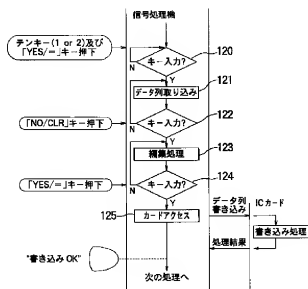 信号処理機
テンキー(1 or 2)及び
「YES/=」キー押下
キー入力?
120
N
Y
121
データ列取り込み
122
「NO/CLR」キー押下
キー入力?
N
Y
123
編集処理
124
「YES/=」キー押下
キー入力?
N
Y
125
カードアクセス
データ列
書き込み
ICカード
書き込み処理
処理結果
"書き込みOK"
次の処理へ